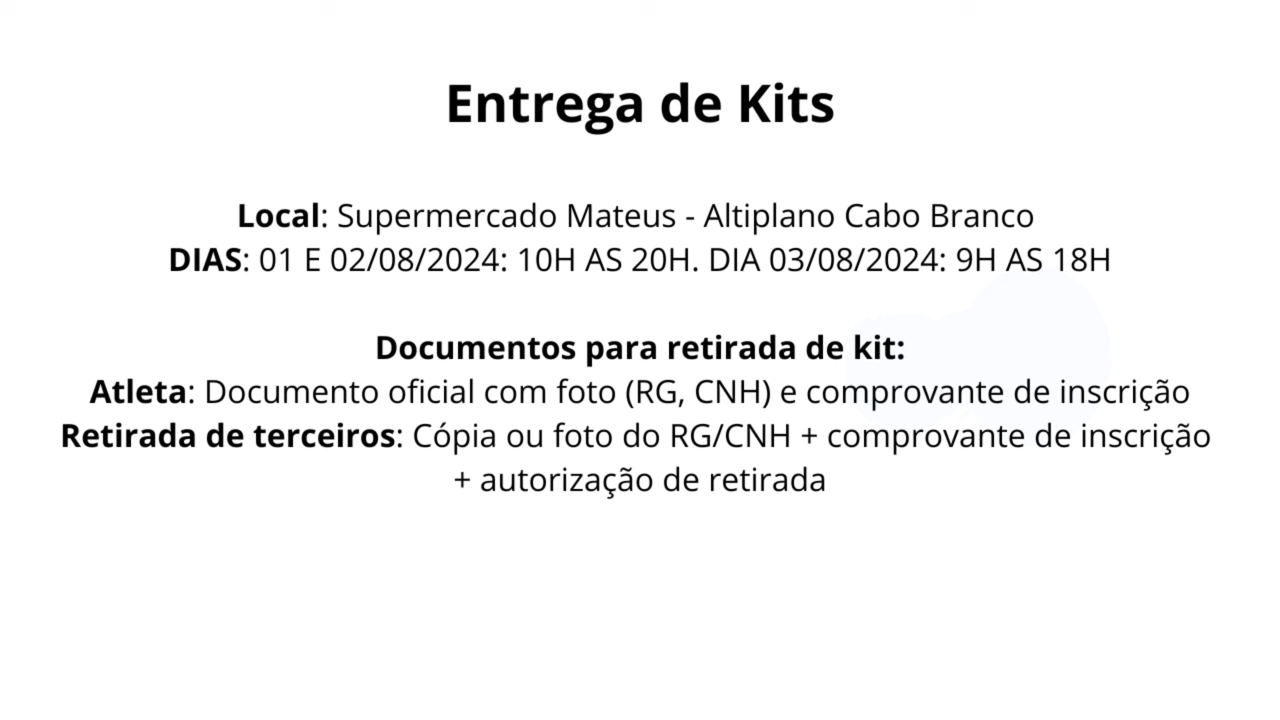 Entrega de Kits
Local: Supermercado Mateus - Altiplano Cabo Branco
DIAS: 01 E 02/08/2024: 10H AS 20H. DIA 03/08/2024: 9H AS 18H
Documentos para retirada de kit:
Atleta: Documento oficial com foto (RG, CNH) e comprovante de inscrição
Retirada de terceiros: Cópia ou foto do RG/CNH + comprovante de inscrição
+ autorização de retirada